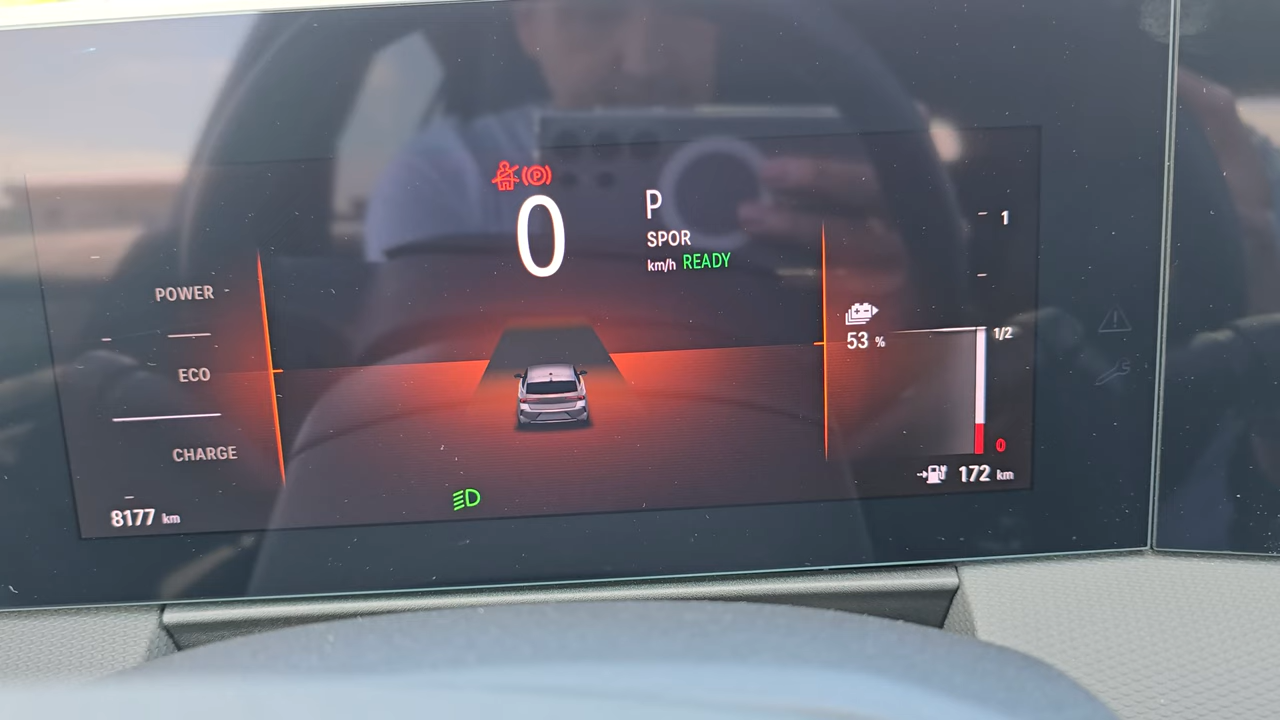 0
P
SPOR
km/h READY
POWER
ECO
CHARGE
8177 km
1
1/2
53 %
0
172 km